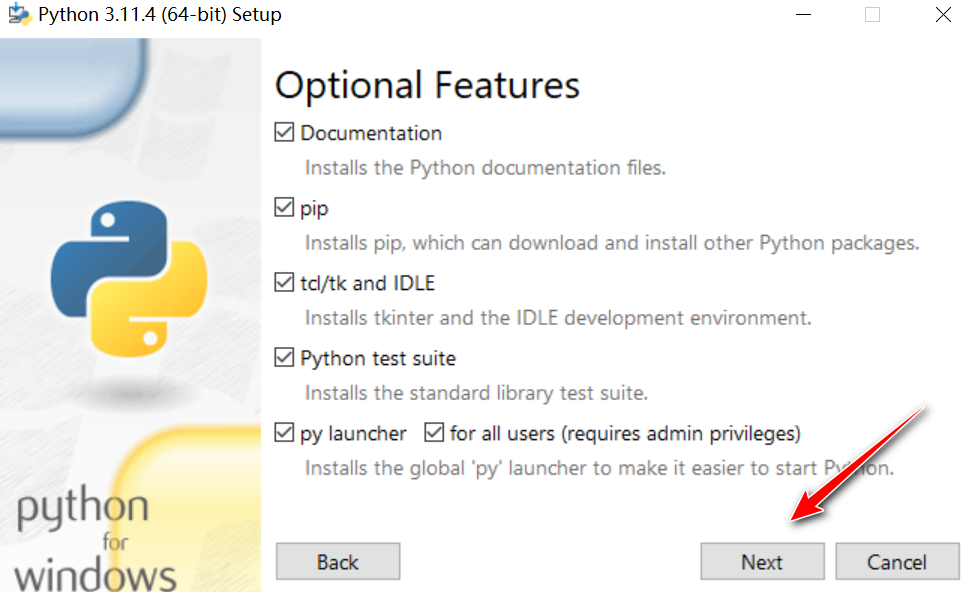 Python 3.11.4 (64-bit) Setup
Optional Features
Documentation
Installs the Python documentation files.
pip
Installs pip, which can download and install other Python packages.
tcl/tk and IDLE
Installs tkinter and the IDLE development environment.
Python test suite
Installs the standard library test suite.
py launcher for all users (requires admin privileges)
Installs the global 'py' launcher to make it easier to start Python.
python
for
windows
Back Next Cancel